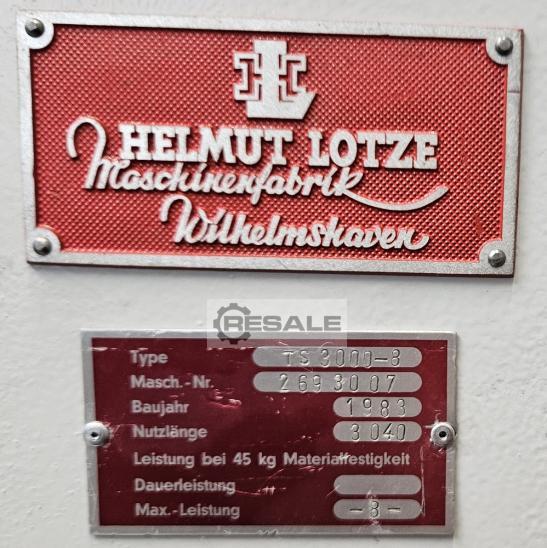 HELMUT LOTZE
Maschinenfabrik
Wilhelmshaven
RESALE
Type TS 3000-8
Masch.-Nr. 2693007
Baujahr 1983
Nutzlänge 3040
Leistung bei 45 kg Materialfestigkeit
Dauerleistung
Max.-Leistung -8-